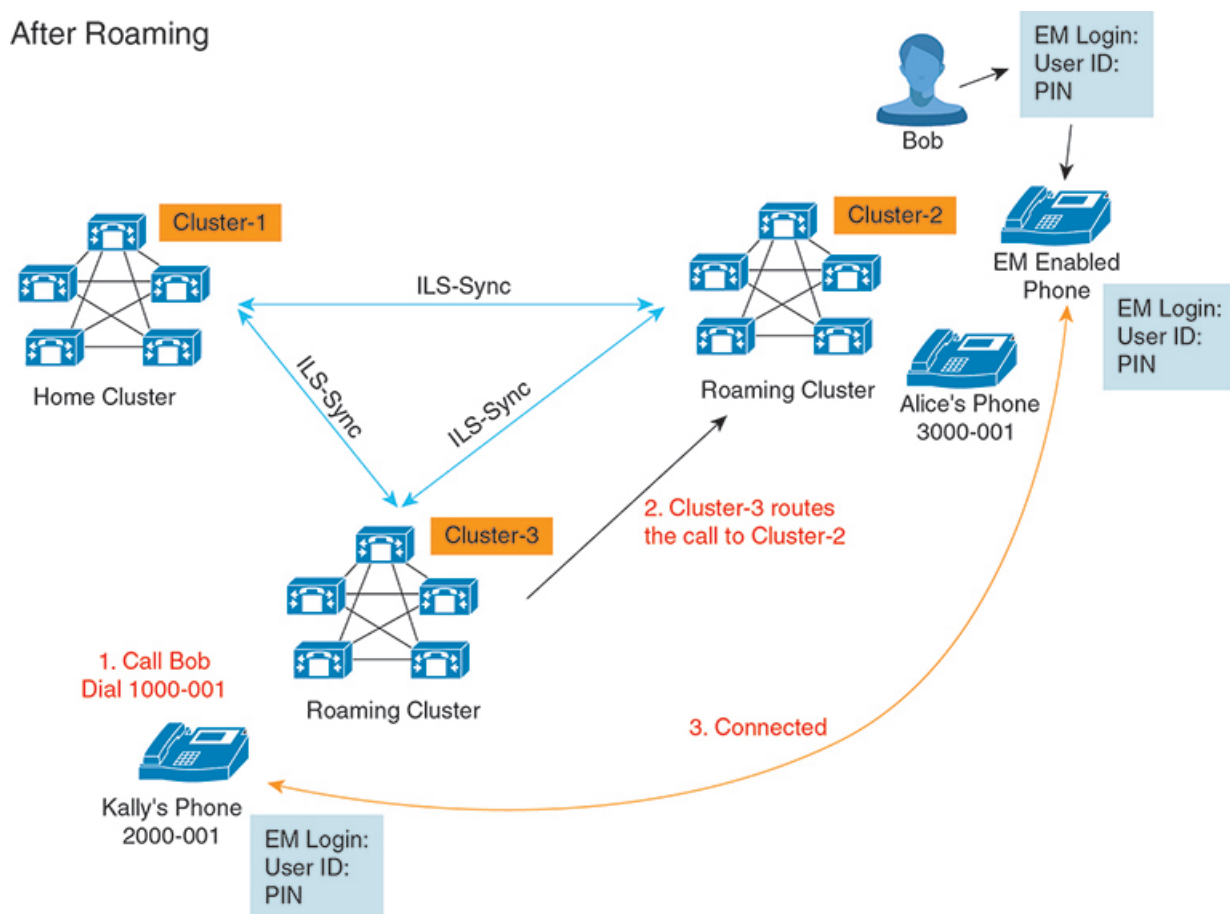 After Roaming
EM Login:
User ID:
PIN
Bob
Cluster-1
Cluster-2
ILS-Sync
EM Enabled
Phone
EM Login:
User ID:
PIN
Home Cluster
ILS-Sync
ILS-Sync
Roaming Cluster
Alice's Phone
3000-001
Cluster-3
2. Cluster-3 routes
the call to Cluster-2
1. Call Bob
Dial 1000-001
Roaming Cluster
3. Connected
Kally's Phone
2000-001
EM Login:
User ID:
PIN